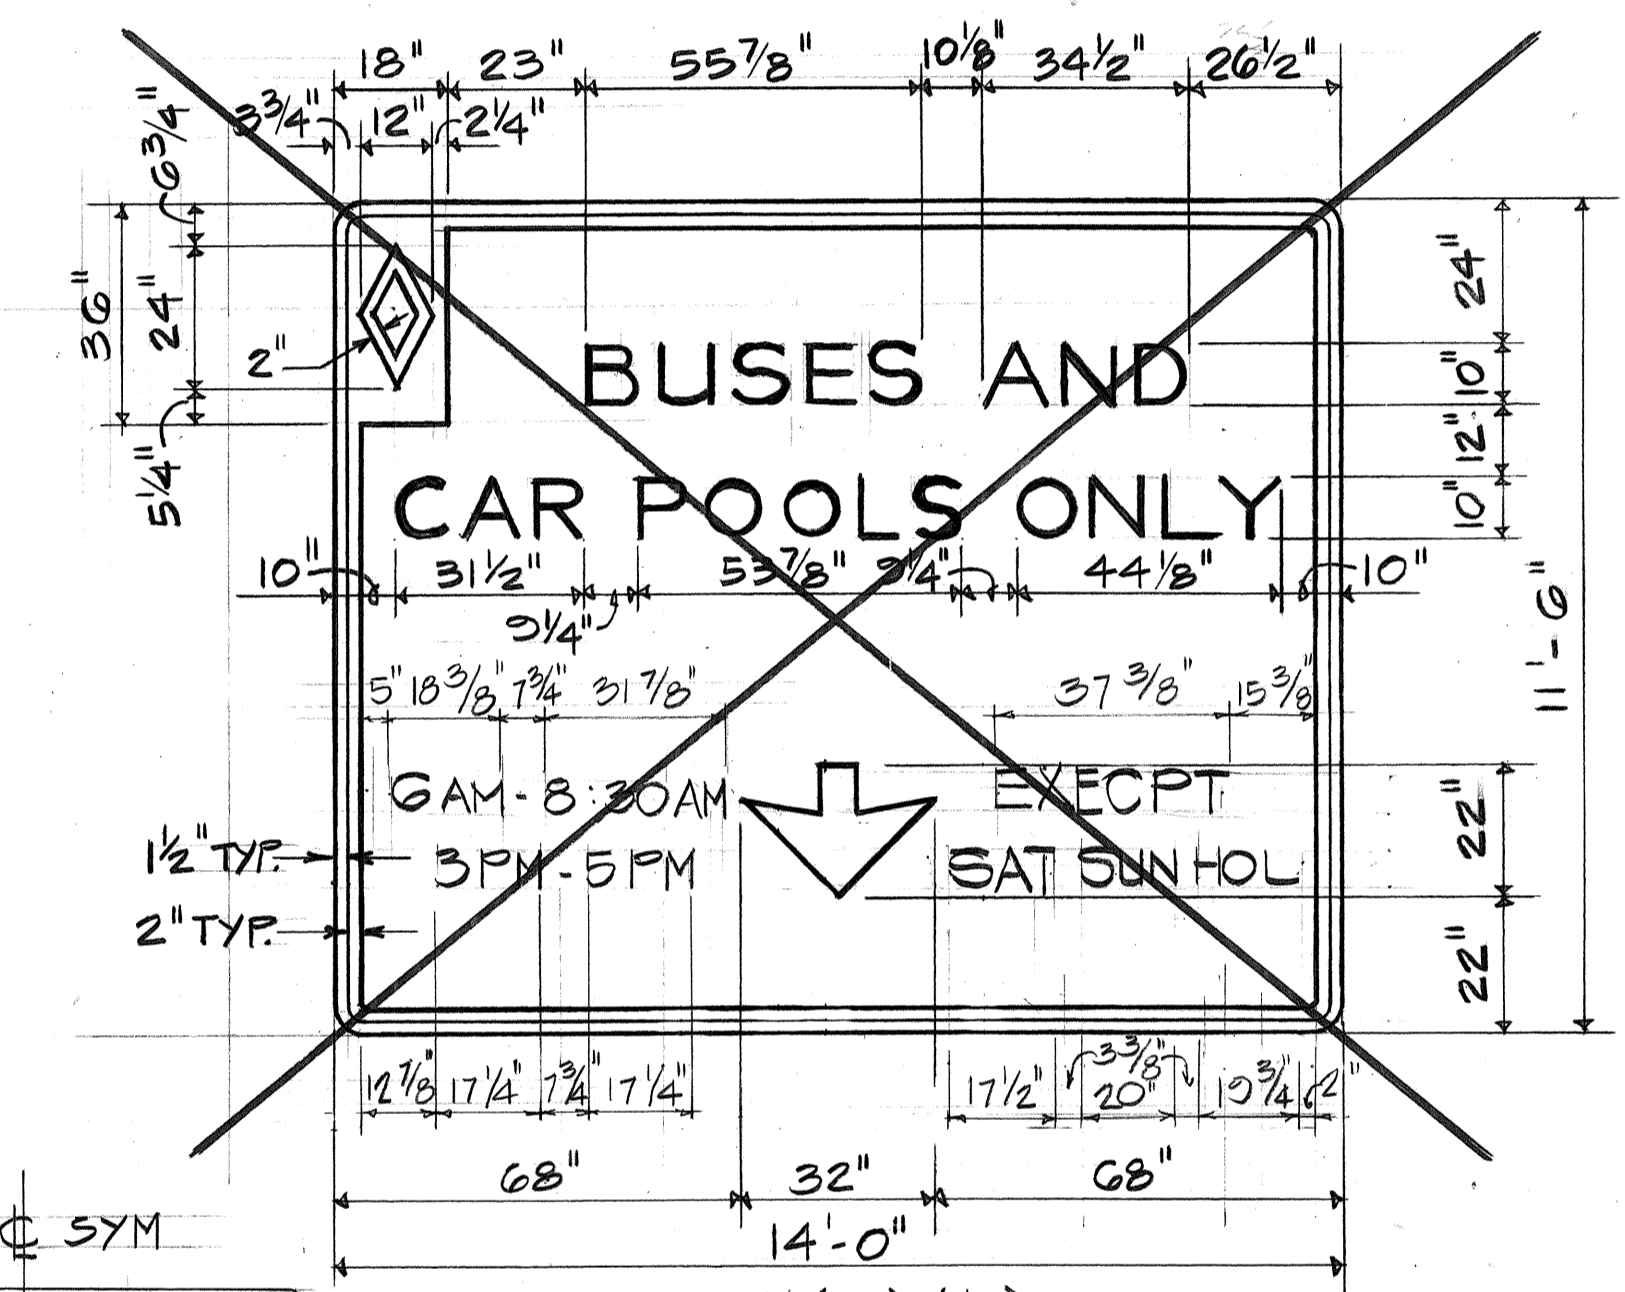 18" 23" 55 7/8" 10 1/8" 34 1/2" 26 1/2"
3 3/4" 12" 2 1/4"
6 3/4"
36" 24" 24"
2"
BUSES AND
10"
5 1/4"
12"
CAR POOLS ONLY
10"
10" 31 1/2" 53 7/8" 9 1/4" 44 1/8" 10"
9 1/4"
11'-6"
5" 18 3/8" 7 3/4" 31 7/8" 37 3/8" 15 3/8"
6AM-8:30AM EXECPT
22"
1 1/2" TYP. 3PM-5PM SAT SUN HOL
2" TYP.
22"
12 7/8" 17 1/4" 7 3/4" 17 1/4" 17 1/2" 3 3/8" 20" 19 3/4" 2"
68" 32" 68"
℄ SYM
14'-0"